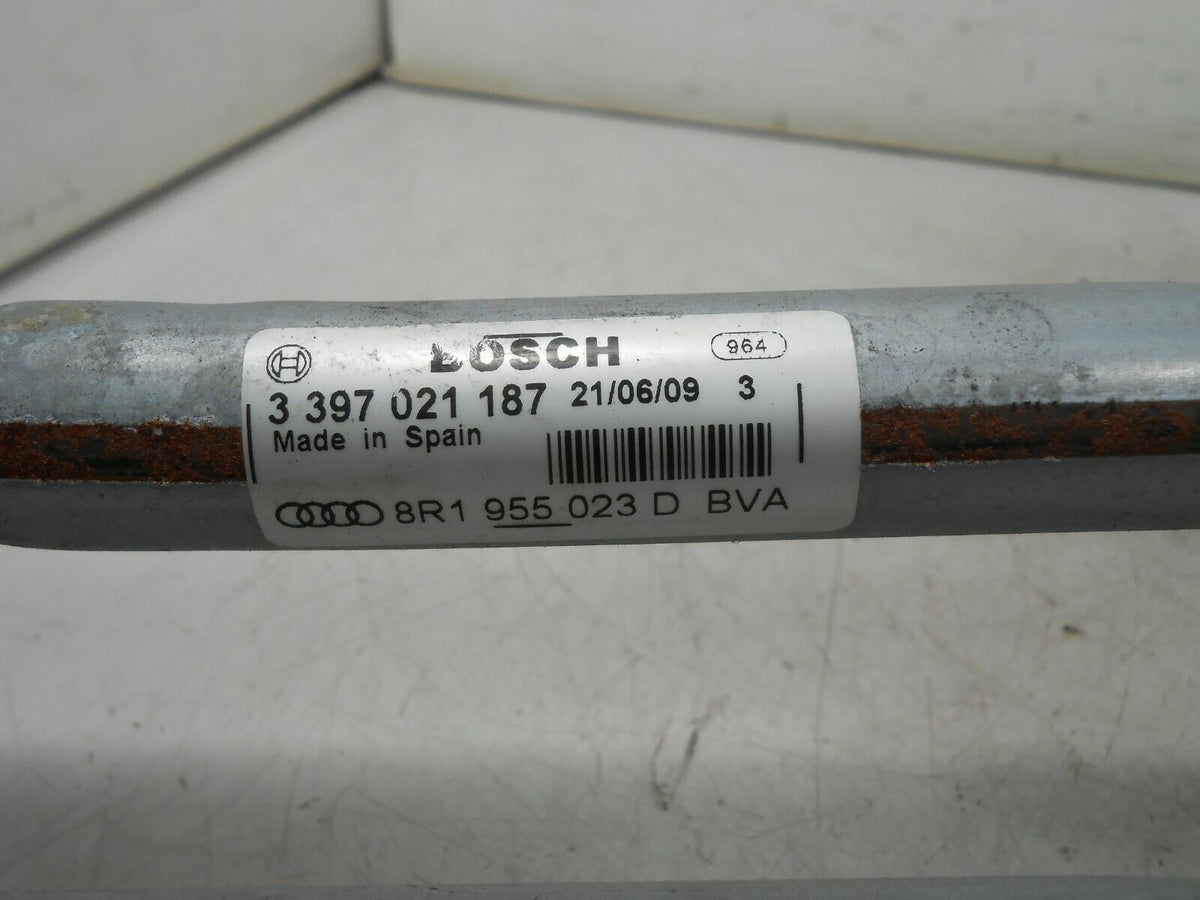 BOSCH 964
3 397 021 187 21/06/09 3
Made in Spain
8R1 955 023 D BVA